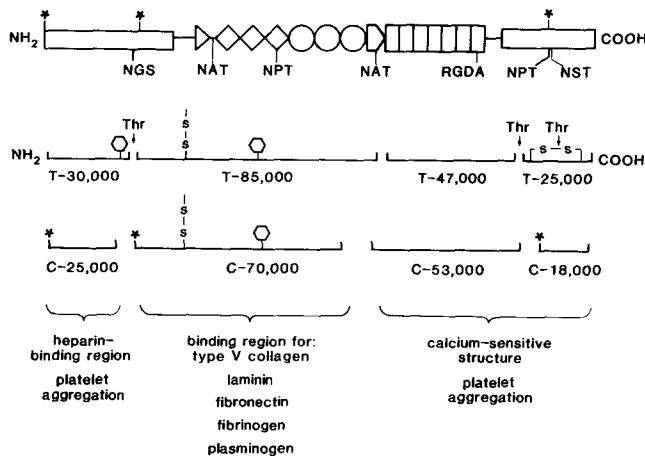 *
*
NH2
COOH
NGS
NAT
NPT
NAT
RGDA
NPT
NST
Thr
S
S
Thr
Thr
S S
NH2
COOH
T-30,000
T-85,000
T-47,000
T-25,000
*
*
S
S
*
C-25,000
C-70,000
C-53,000
C-18,000
heparin-
binding region
platelet
aggregation
binding region for:
type V collagen
laminin
fibronectin
fibrinogen
plasminogen
calcium-sensitive
structure
platelet
aggregation